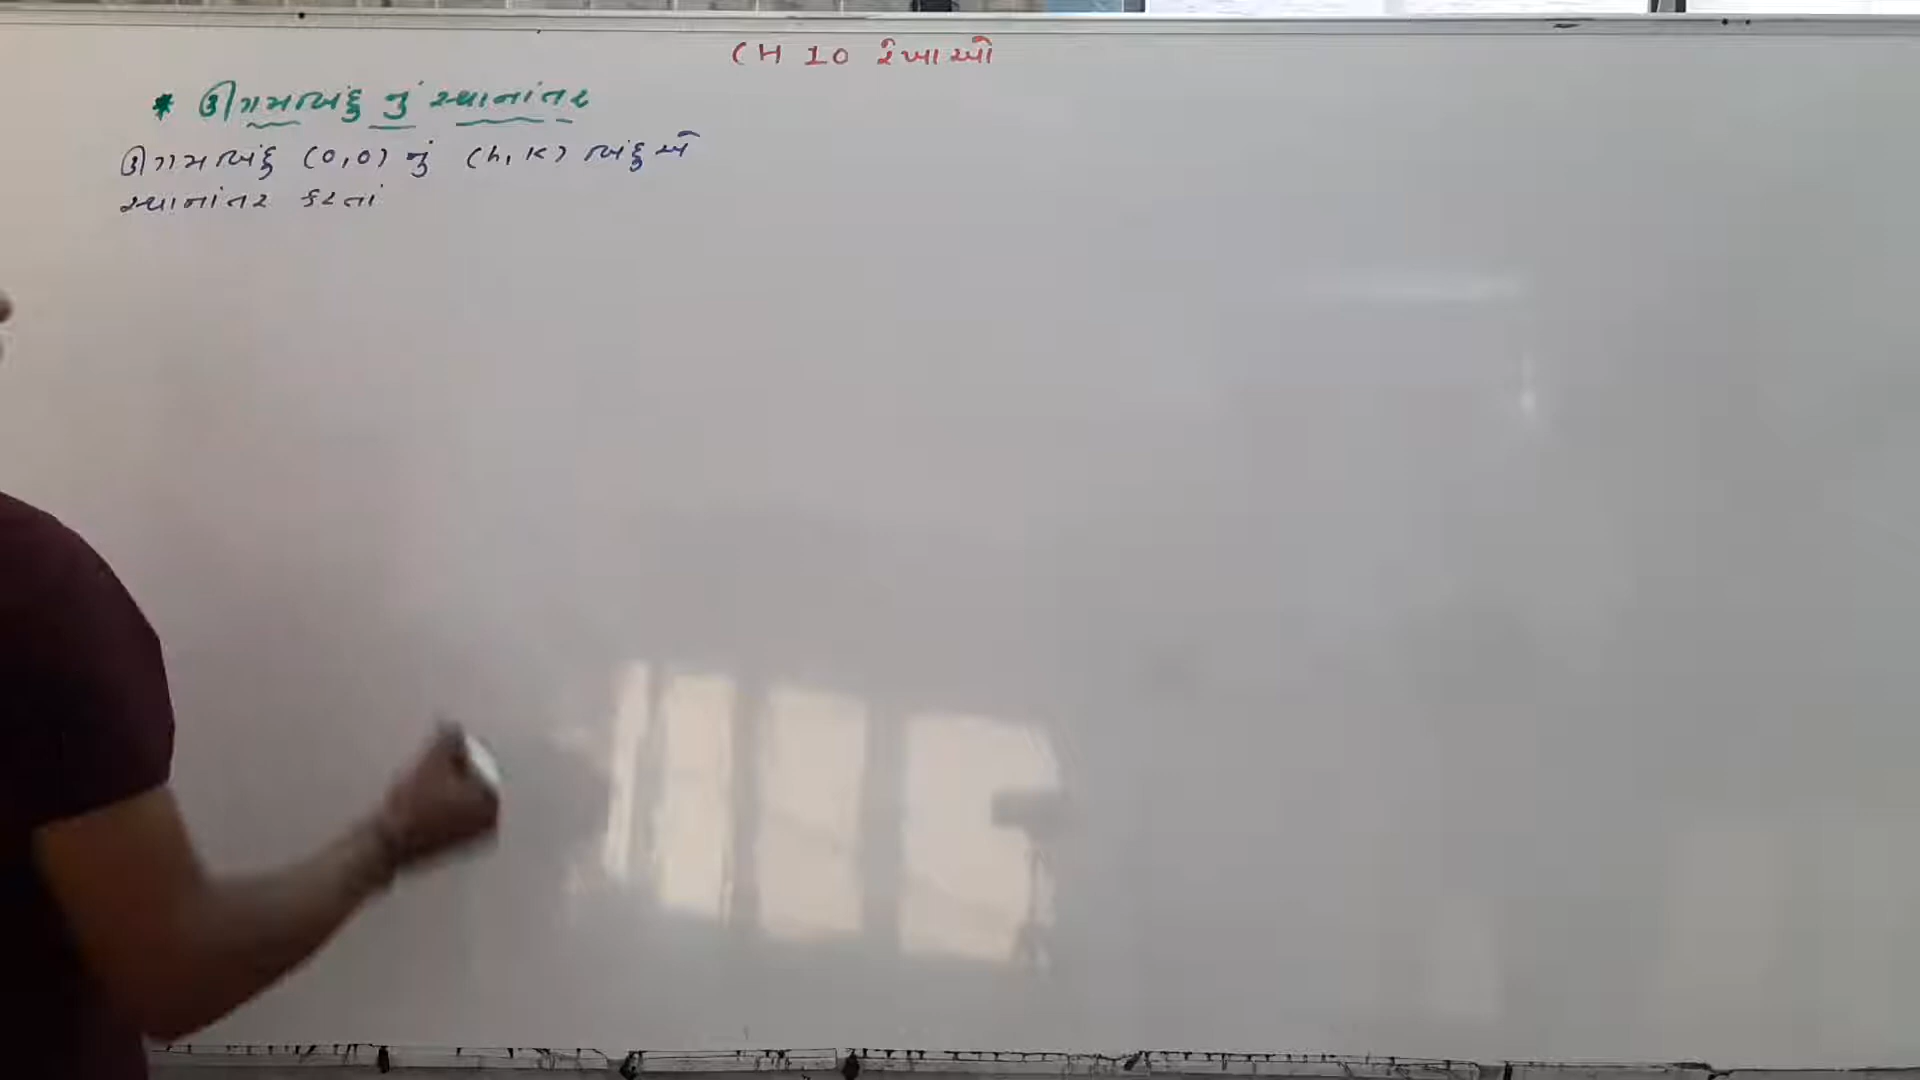 CH 10 રેખાઓ
* ઊગમબિંદુ નું સ્થાનાંતર
ઊગમબિંદુ (0,0) નું (h, k) બિંદુએ
સ્થાનાંતર કરતાં